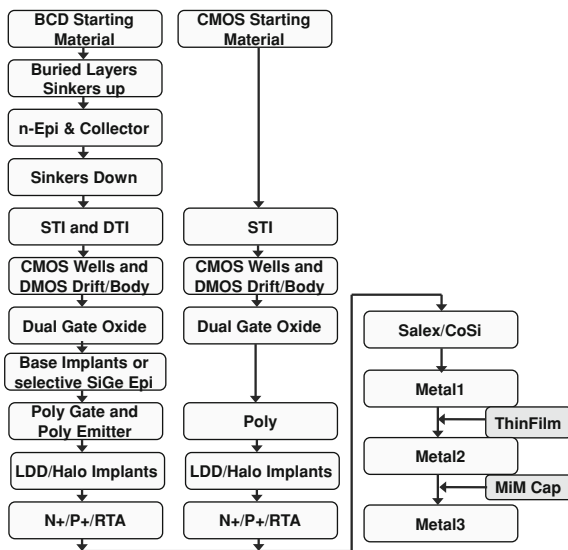 BCD Starting
Material
Buried Layers
Sinkers up
n-Epi & Collector
Sinkers Down
STI and DTI
CMOS Wells and
DMOS Drift/Body
Dual Gate Oxide
Base Implants or
selective SiGe Epi
Poly Gate and
Poly Emitter
LDD/Halo Implants
N+/P+/RTA
CMOS Starting
Material
STI
CMOS Wells and
DMOS Drift/Body
Dual Gate Oxide
Poly
LDD/Halo Implants
N+/P+/RTA
Salex/CoSi
Metal1
ThinFilm
Metal2
MiM Cap
Metal3